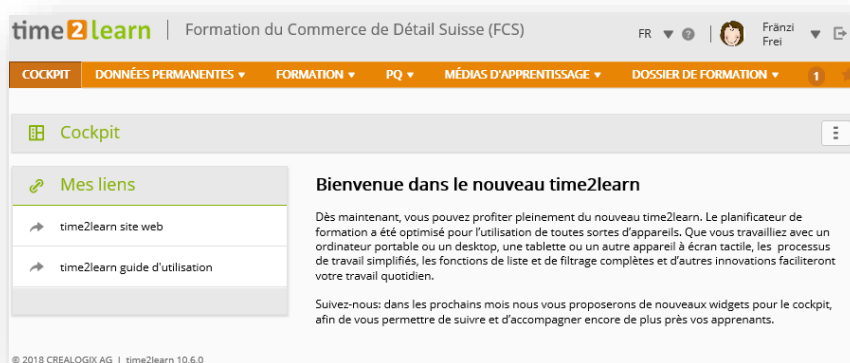 time2learn | Formation du Commerce de Détail Suisse (FCS) FR ? Fränzi Frei
COCKPIT DONNÉES PERMANENTES FORMATION PQ MÉDIAS D'APPRENTISSAGE DOSSIER DE FORMATION 1
Cockpit
Mes liens
time2learn site web
time2learn guide d'utilisation
Bienvenue dans le nouveau time2learn
Dès maintenant, vous pouvez profiter pleinement du nouveau time2learn. Le planificateur de
formation a été optimisé pour l'utilisation de toutes sortes d'appareils. Que vous travailliez avec un
ordinateur portable ou un desktop, une tablette ou un autre appareil à écran tactile, les processus
de travail simplifiés, les fonctions de liste et de filtrage complètes et d'autres innovations faciliteront
votre travail quotidien.
Suivez-nous: dans les prochains mois nous vous proposerons de nouveaux widgets pour le cockpit,
afin de vous permettre de suivre et d'accompagner encore de plus près vos apprenants.
© 2018 CREALOGIX AG | time2learn 10.6.0